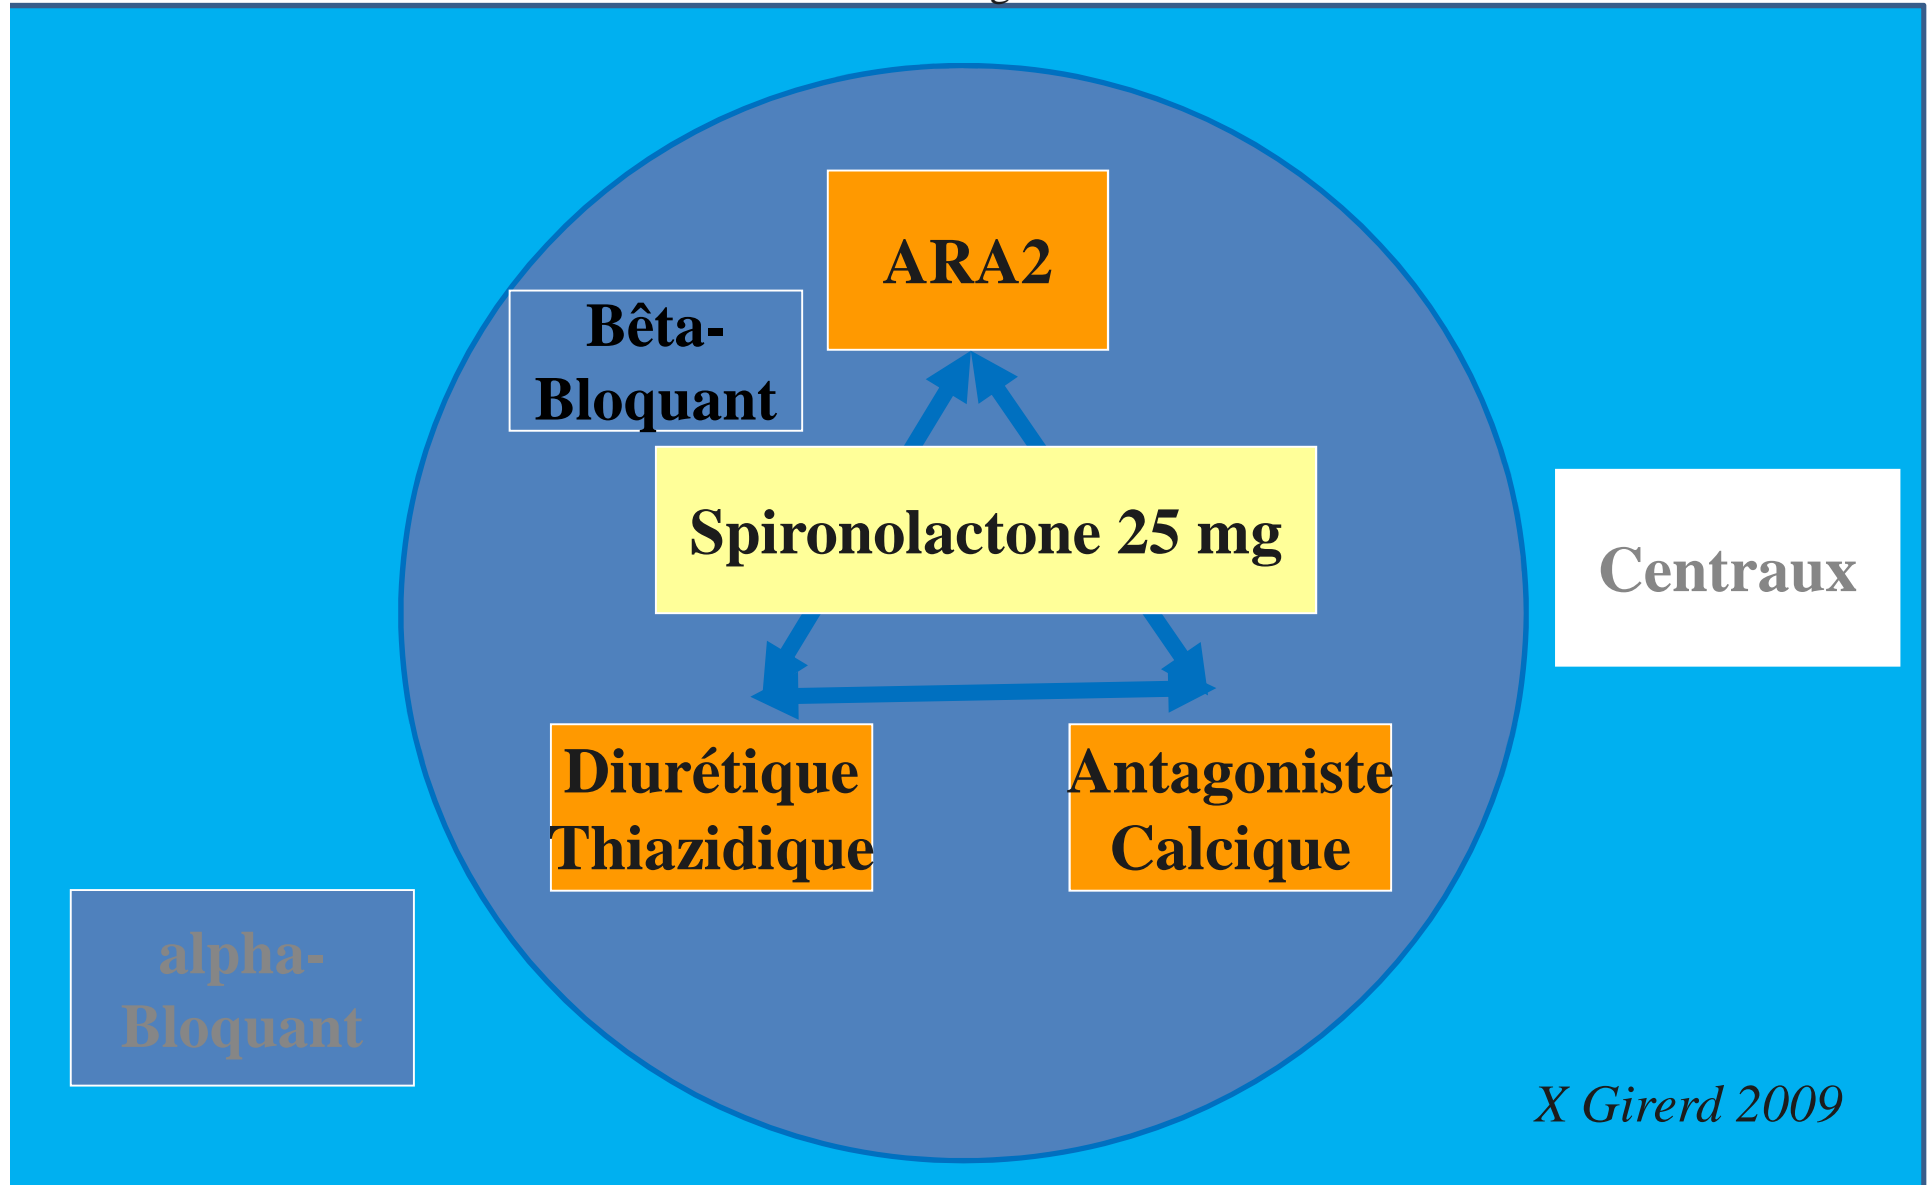 ARA2
Bêta-
Bloquant
Spironolactone 25 mg
Centraux
Diurétique
Thiazidique
Antagoniste
Calcique
alpha-
Bloquant
X Girerd 2009